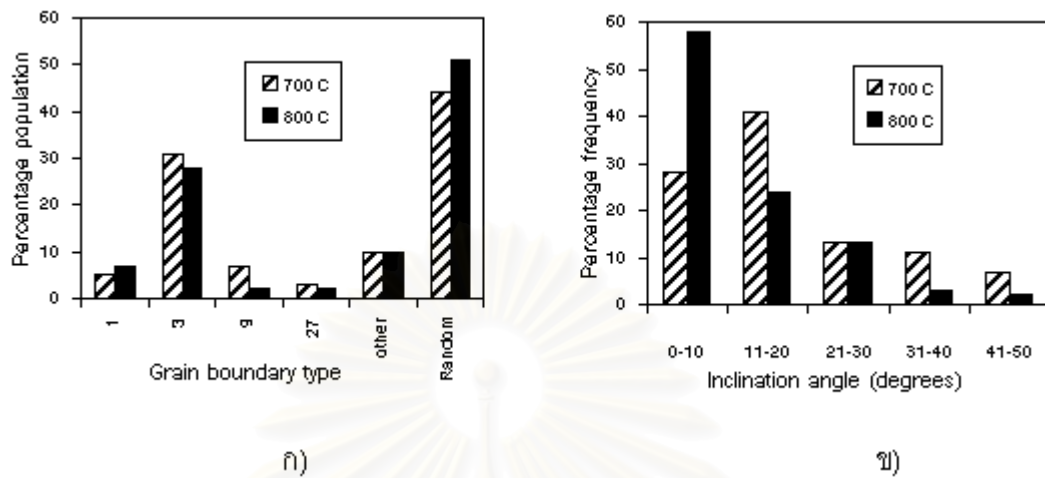 60
50
40
30
20
10
0
Percentage population
700 C
800 C
1
3
9
27
other
Random
Grain boundary type
ก)
60
50
40
30
20
10
0
Percentage frequency
700 C
800 C
0-10
11-20
21-30
31-40
41-50
Inclination angle (degrees)
ข)